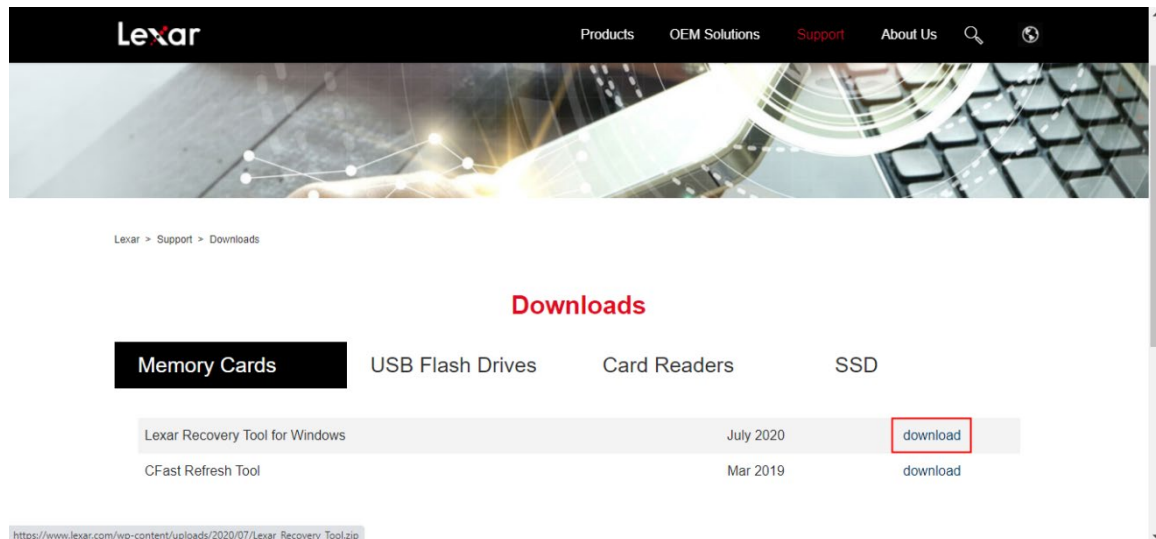 Lexar
Products OEM Solutions Support About Us
Lexar > Support > Downloads
Downloads
Memory Cards USB Flash Drives Card Readers SSD
Lexar Recovery Tool for Windows July 2020 download
CFast Refresh Tool Mar 2019 download
https://www.lexar.com/wp-content/uploads/2020/07/Lexar_Recovery_Tool.zip